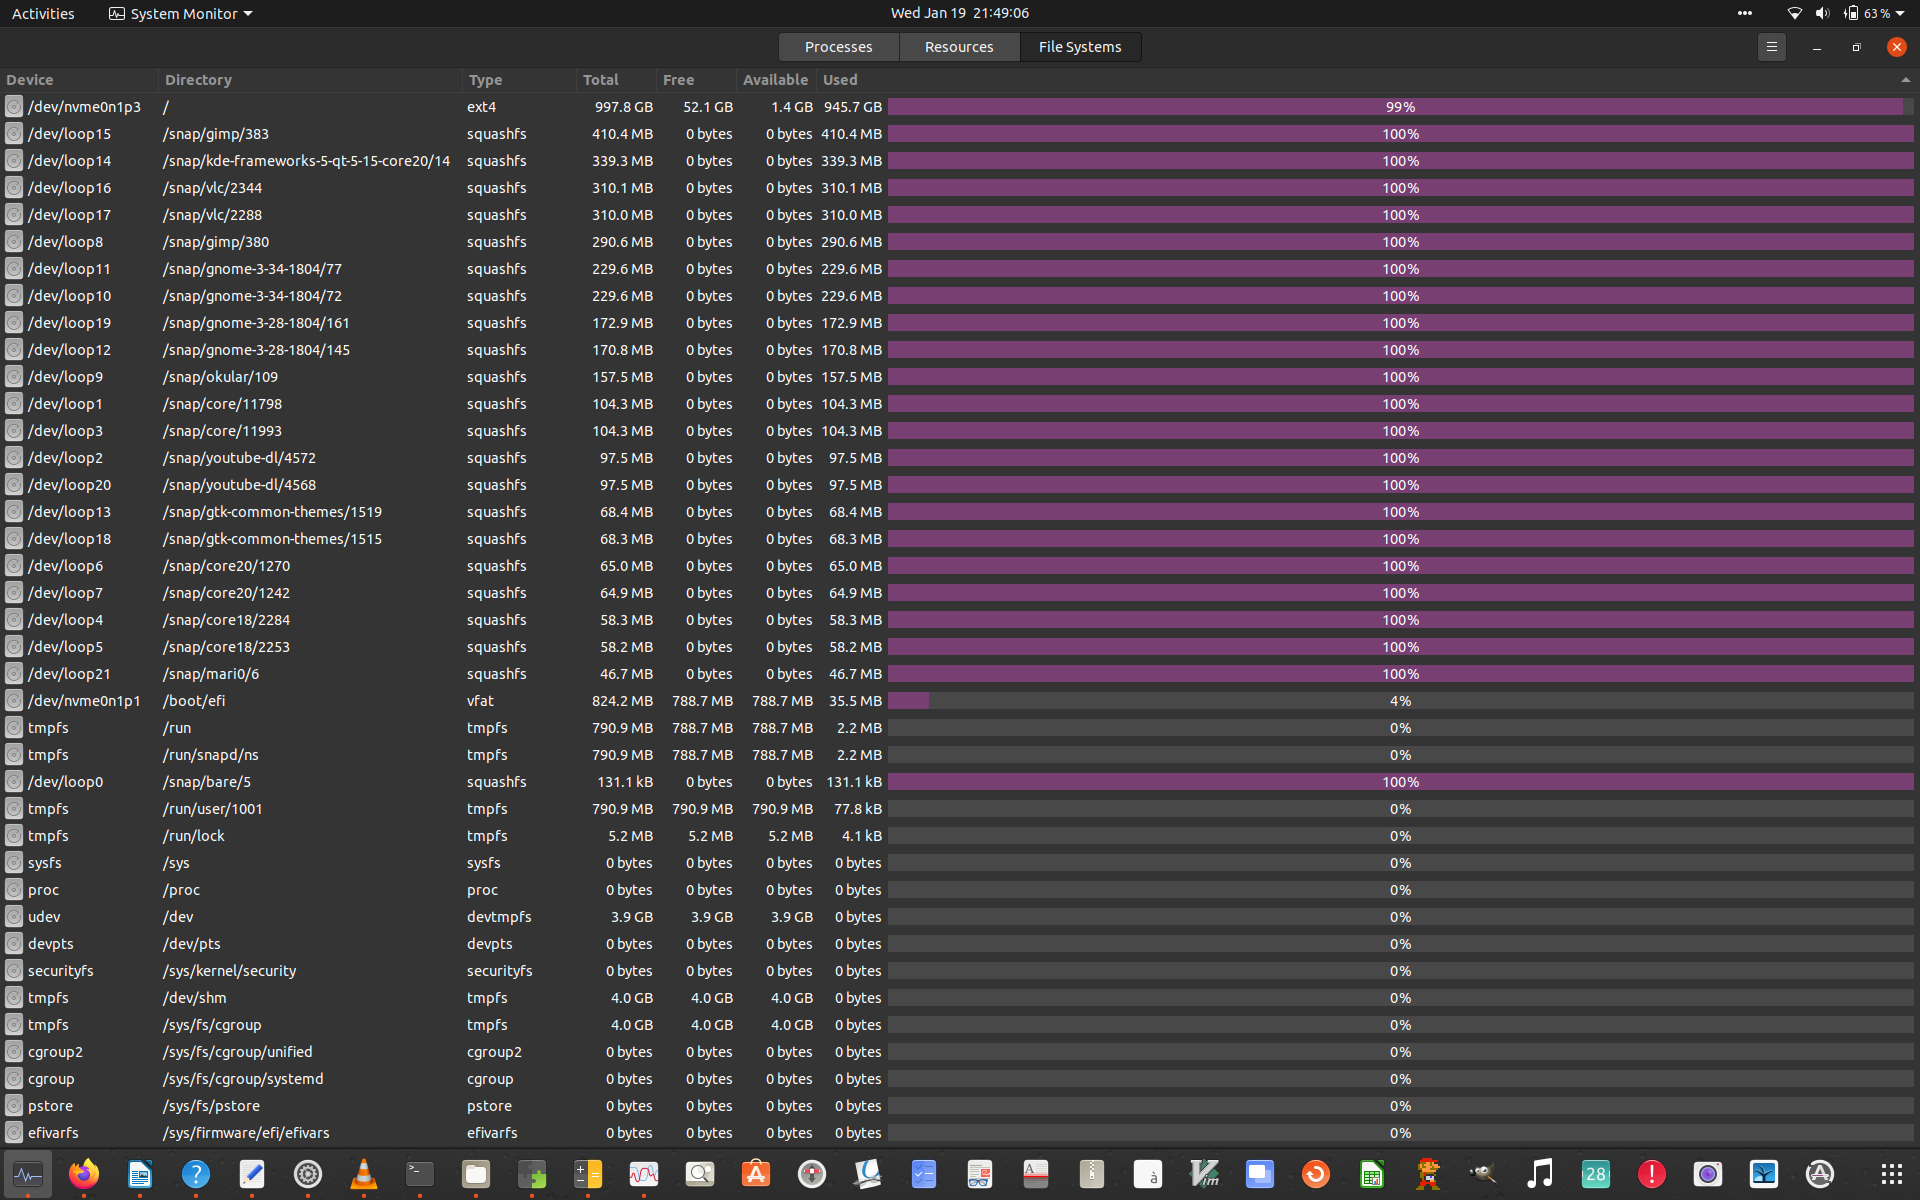 Activities System Monitor Wed Jan 19 21:49:06 63 %
Processes Resources File Systems
Device Directory Type Total Free Available Used
/dev/nvme0n1p3 / ext4 997.8 GB 52.1 GB 1.4 GB 945.7 GB 99%
/dev/loop15 /snap/gimp/383 squashfs 410.4 MB 0 bytes 0 bytes 410.4 MB 100%
/dev/loop14 /snap/kde-frameworks-5-qt-5-15-core20/14 squashfs 339.3 MB 0 bytes 0 bytes 339.3 MB 100%
/dev/loop16 /snap/vlc/2344 squashfs 310.1 MB 0 bytes 0 bytes 310.1 MB 100%
/dev/loop17 /snap/vlc/2288 squashfs 310.0 MB 0 bytes 0 bytes 310.0 MB 100%
/dev/loop8 /snap/gimp/380 squashfs 290.6 MB 0 bytes 0 bytes 290.6 MB 100%
/dev/loop11 /snap/gnome-3-34-1804/77 squashfs 229.6 MB 0 bytes 0 bytes 229.6 MB 100%
/dev/loop10 /snap/gnome-3-34-1804/72 squashfs 229.6 MB 0 bytes 0 bytes 229.6 MB 100%
/dev/loop19 /snap/gnome-3-28-1804/161 squashfs 172.9 MB 0 bytes 0 bytes 172.9 MB 100%
/dev/loop12 /snap/gnome-3-28-1804/145 squashfs 170.8 MB 0 bytes 0 bytes 170.8 MB 100%
/dev/loop9 /snap/okular/109 squashfs 157.5 MB 0 bytes 0 bytes 157.5 MB 100%
/dev/loop1 /snap/core/11798 squashfs 104.3 MB 0 bytes 0 bytes 104.3 MB 100%
/dev/loop3 /snap/core/11993 squashfs 104.3 MB 0 bytes 0 bytes 104.3 MB 100%
/dev/loop2 /snap/youtube-dl/4572 squashfs 97.5 MB 0 bytes 0 bytes 97.5 MB 100%
/dev/loop20 /snap/youtube-dl/4568 squashfs 97.5 MB 0 bytes 0 bytes 97.5 MB 100%
/dev/loop13 /snap/gtk-common-themes/1519 squashfs 68.4 MB 0 bytes 0 bytes 68.4 MB 100%
/dev/loop18 /snap/gtk-common-themes/1515 squashfs 68.3 MB 0 bytes 0 bytes 68.3 MB 100%
/dev/loop6 /snap/core20/1270 squashfs 65.0 MB 0 bytes 0 bytes 65.0 MB 100%
/dev/loop7 /snap/core20/1242 squashfs 64.9 MB 0 bytes 0 bytes 64.9 MB 100%
/dev/loop4 /snap/core18/2284 squashfs 58.3 MB 0 bytes 0 bytes 58.3 MB 100%
/dev/loop5 /snap/core18/2253 squashfs 58.2 MB 0 bytes 0 bytes 58.2 MB 100%
/dev/loop21 /snap/mari0/6 squashfs 46.7 MB 0 bytes 0 bytes 46.7 MB 100%
/dev/nvme0n1p1 /boot/efi vfat 824.2 MB 788.7 MB 788.7 MB 35.5 MB 4%
tmpfs /run tmpfs 790.9 MB 788.7 MB 788.7 MB 2.2 MB 0%
tmpfs /run/snapd/ns tmpfs 790.9 MB 788.7 MB 788.7 MB 2.2 MB 0%
/dev/loop0 /snap/bare/5 squashfs 131.1 kB 0 bytes 0 bytes 131.1 kB 100%
tmpfs /run/user/1001 tmpfs 790.9 MB 790.9 MB 790.9 MB 77.8 kB 0%
tmpfs /run/lock tmpfs 5.2 MB 5.2 MB 5.2 MB 4.1 kB 0%
sysfs /sys sysfs 0 bytes 0 bytes 0 bytes 0 bytes 0%
proc /proc proc 0 bytes 0 bytes 0 bytes 0 bytes 0%
udev /dev devtmpfs 3.9 GB 3.9 GB 3.9 GB 0 bytes 0%
devpts /dev/pts devpts 0 bytes 0 bytes 0 bytes 0 bytes 0%
securityfs /sys/kernel/security securityfs 0 bytes 0 bytes 0 bytes 0 bytes 0%
tmpfs /dev/shm tmpfs 4.0 GB 4.0 GB 4.0 GB 0 bytes 0%
tmpfs /sys/fs/cgroup tmpfs 4.0 GB 4.0 GB 4.0 GB 0 bytes 0%
cgroup2 /sys/fs/cgroup/unified cgroup2 0 bytes 0 bytes 0 bytes 0 bytes 0%
cgroup /sys/fs/cgroup/systemd cgroup 0 bytes 0 bytes 0 bytes 0 bytes 0%
pstore /sys/fs/pstore pstore 0 bytes 0 bytes 0 bytes 0 bytes 0%
efivarfs /sys/firmware/efi/efivars efivarfs 0 bytes 0 bytes 0 bytes 0 bytes 0%
? >_ A A à Vim 28 !